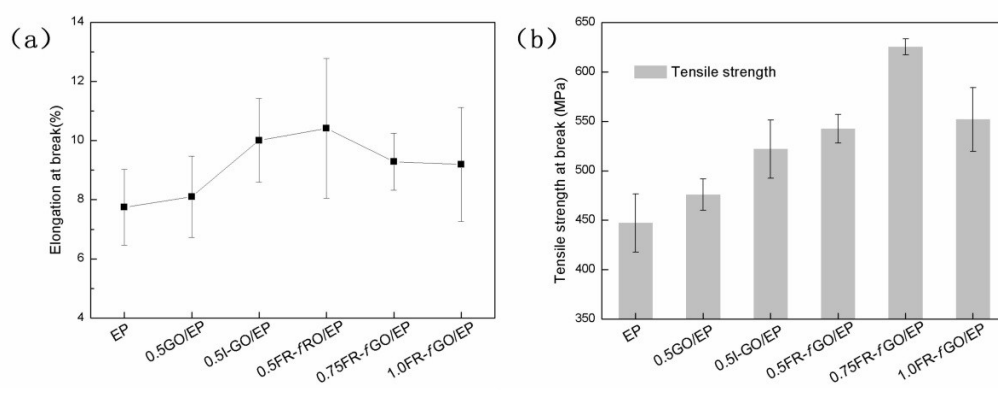 (a)
Elongation at break(%)
14
12
10
8
6
4
EP
0.5GO/EP
0.5I-GO/EP
0.5FR-fRO/EP
0.75FR-fGO/EP
1.0FR-fGO/EP
(b)
Tensile strength at break (MPa)
650
600
550
500
450
400
350
Tensile strength
EP
0.5GO/EP
0.5I-GO/EP
0.5FR-fGO/EP
0.75FR-fGO/EP
1.0FR-fGO/EP